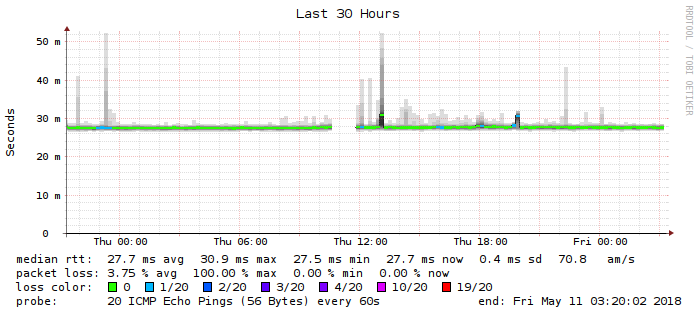 Last 30 Hours
RRDTOOL / TOBI OETIKER
Seconds
50 m
40 m
30 m
20 m
10 m
0
Thu 00:00 Thu 06:00 Thu 12:00 Thu 18:00 Fri 00:00
median rtt: 27.7 ms avg 30.9 ms max 27.5 ms min 27.7 ms now 0.4 ms sd 70.8 am/s
packet loss: 3.75 % avg 100.00 % max 0.00 % min 0.00 % now
loss color: 0 1/20 2/20 3/20 4/20 10/20 19/20
probe: 20 ICMP Echo Pings (56 Bytes) every 60s end: Fri May 11 03:20:02 2018